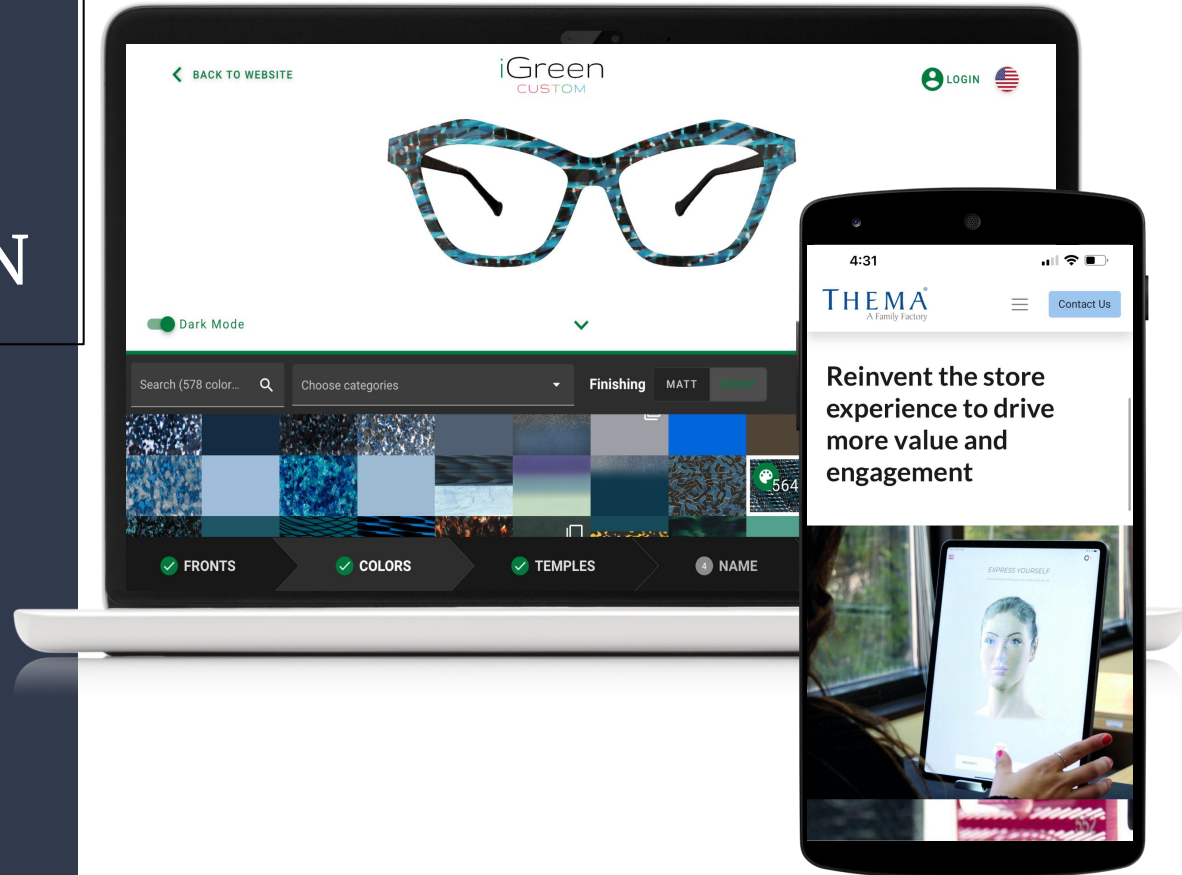 N
BACK TO WEBSITE
iGreen
CUSTOM
LOGIN
Dark Mode
Search (578 color...
Choose categories
Finishing
MATT
564
FRONTS
COLORS
TEMPLES
4 NAME
4:31
THEMA®
A Family Factory
Contact Us
Reinvent the store
experience to drive
more value and
engagement
EXPRESS YOURSELF
557